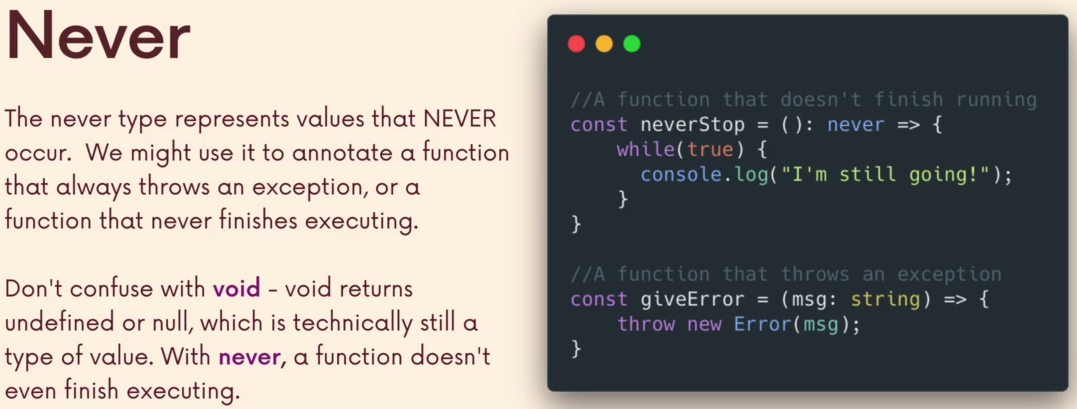 Never
The never type represents values that NEVER
occur. We might use it to annotate a function
that always throws an exception, or a
function that never finishes executing.
Don't confuse with void - void returns
undefined or null, which is technically still a
type of value. With never, a function doesn't
even finish executing.
//A function that doesn't finish running
const neverStop = (): never => {
    while(true) {
      console.log("I'm still going!");
    }
}
//A function that throws an exception
const giveError = (msg: string) => {
    throw new Error(msg);
}